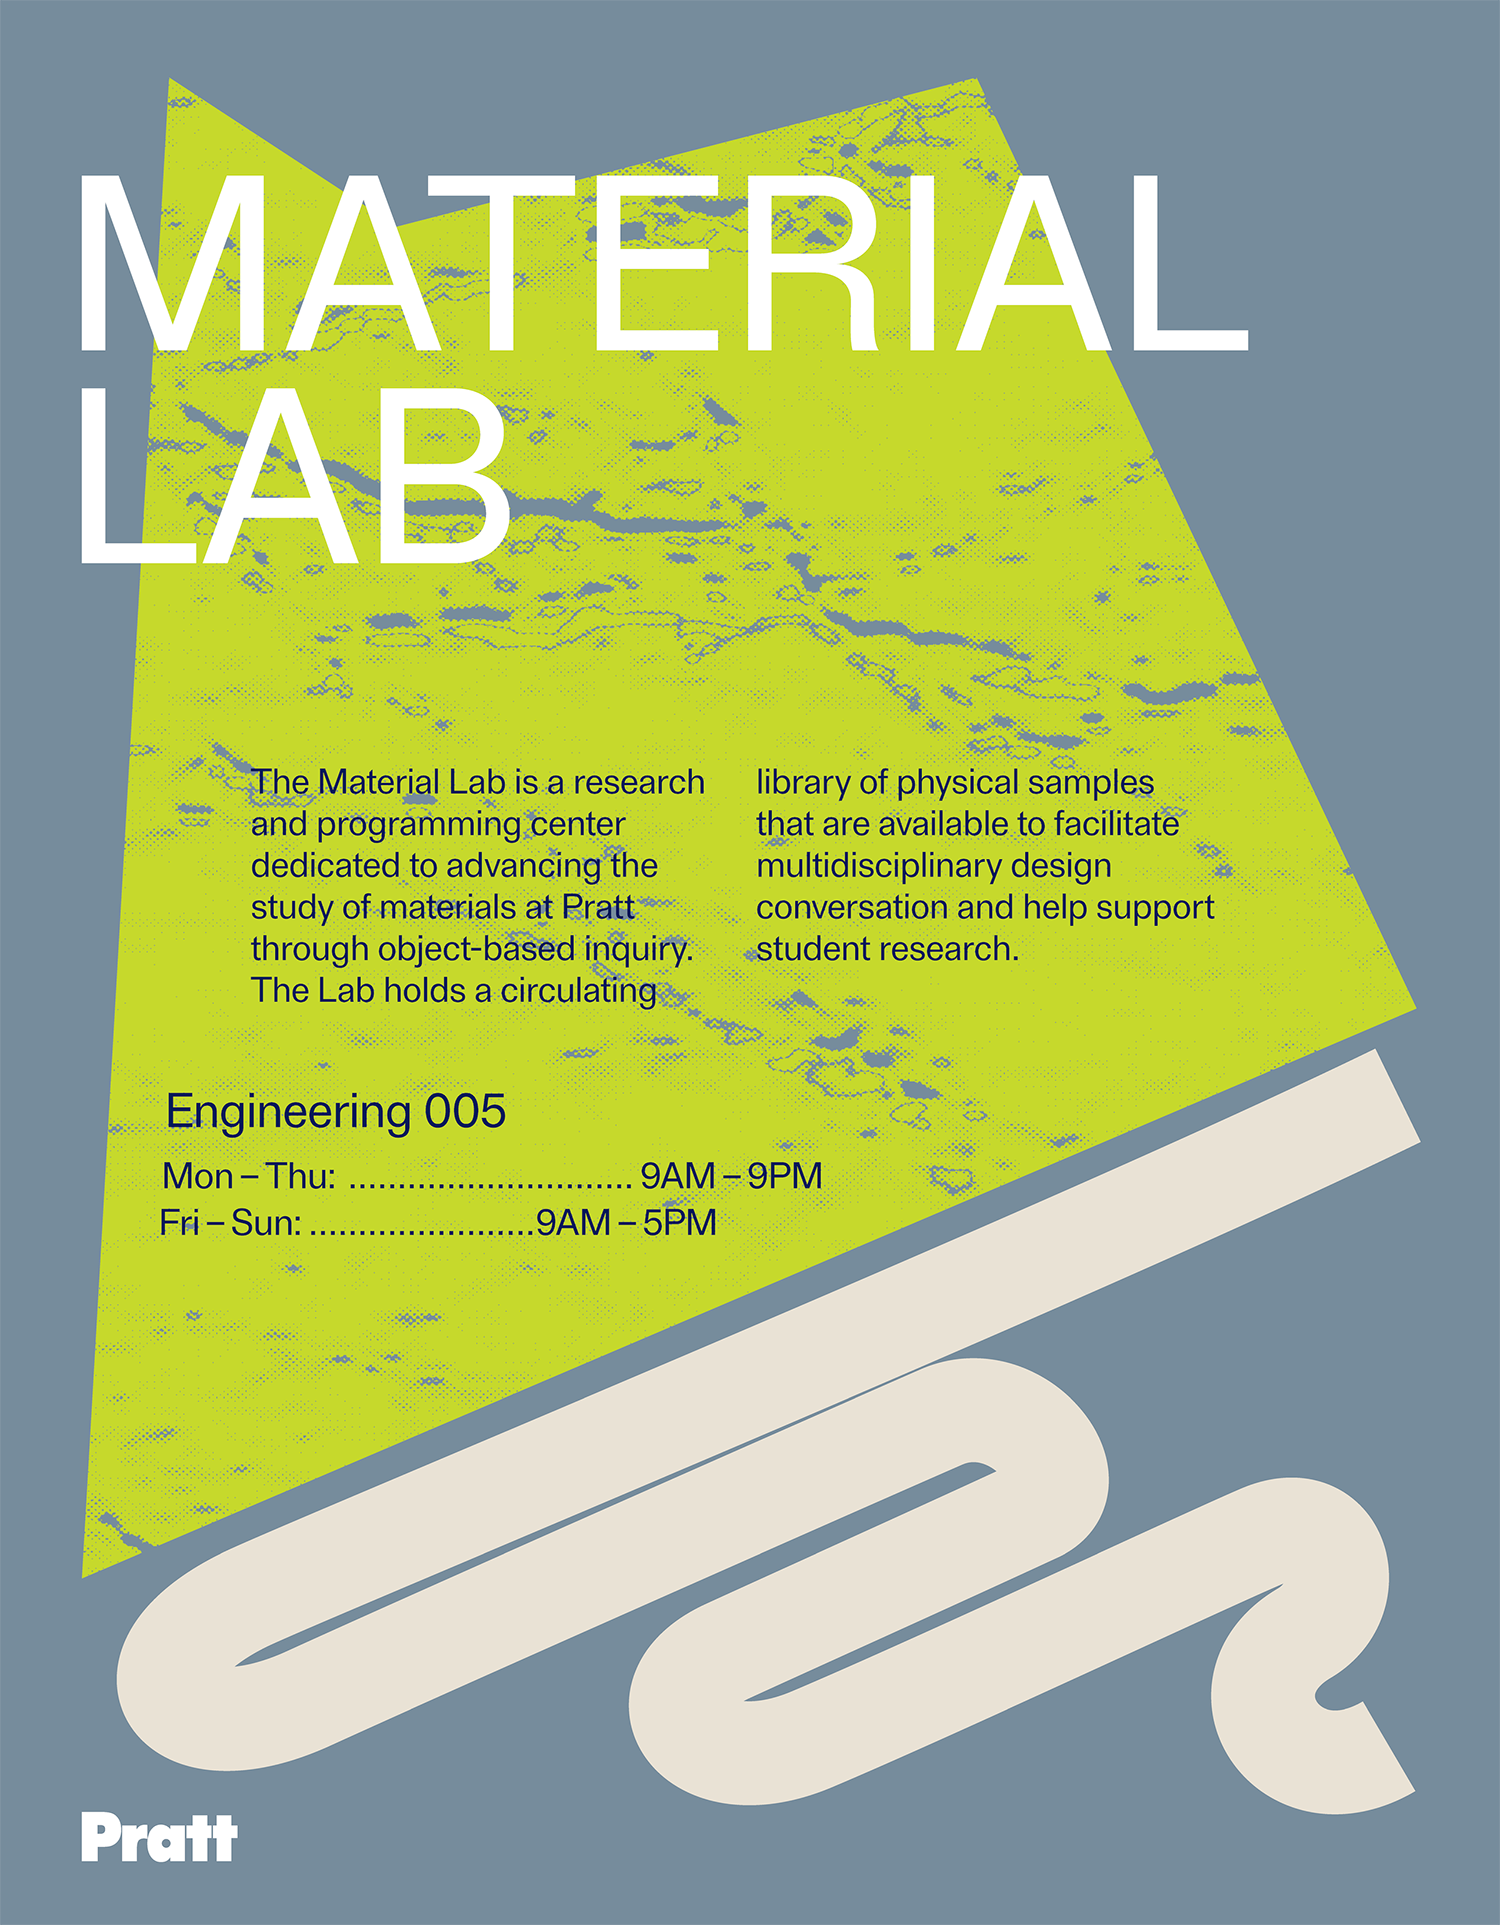 MATERIAL
LAB
The Material Lab is a research
and programming center
dedicated to advancing the
study of materials at Pratt
through object-based inquiry.
The Lab holds a circulating
library of physical samples
that are available to facilitate
multidisciplinary design
conversation and help support
student research.
Engineering 005
Mon – Thu: ............................. 9AM – 9PM
Fri – Sun: .......................9AM – 5PM
Pratt